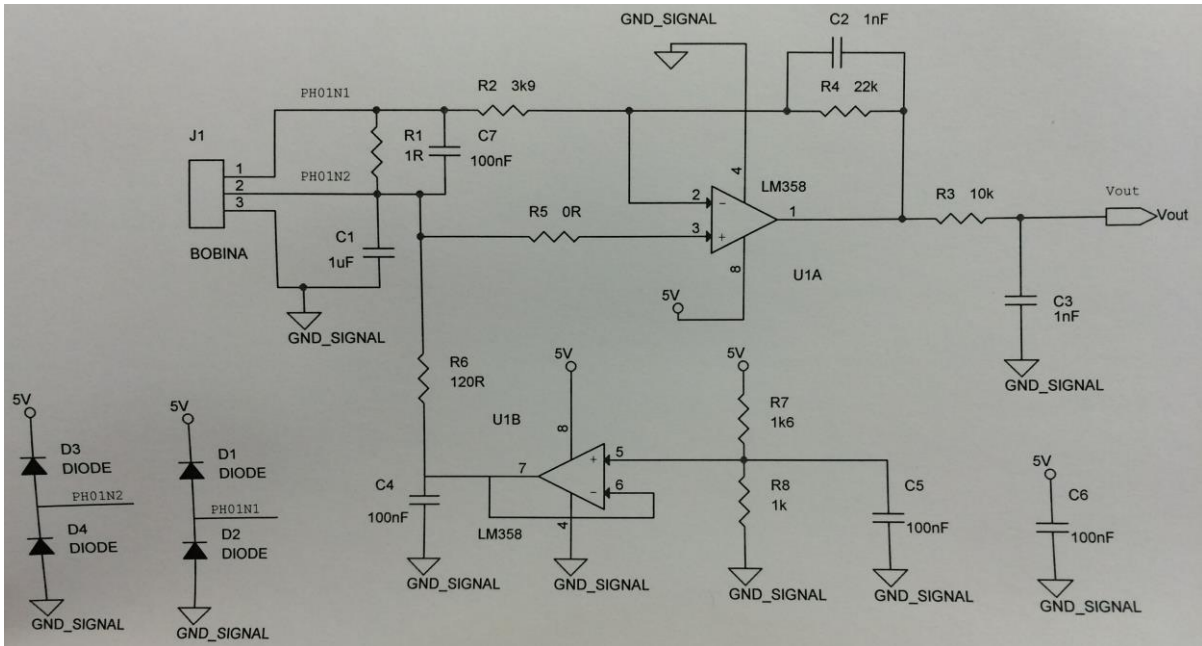 GND_SIGNAL
C2 1nF
R4 22k
PH01N1
R2 3k9
J1
R1
1R
C7
100nF
1
2
3
PH01N2
BOBINA
C1
1uF
GND_SIGNAL
R5 0R
2
3
4
8
1
LM358
U1A
5V
R3 10k
Vout
Vout
C3
1nF
GND_SIGNAL
R6
120R
U1B
5V
8
7
5
6
4
LM358
C4
100nF
GND_SIGNAL
GND_SIGNAL
5V
R7
1k6
R8
1k
GND_SIGNAL
C5
100nF
GND_SIGNAL
5V
C6
100nF
GND_SIGNAL
5V
D3
DIODE
PH01N2
D4
DIODE
GND_SIGNAL
5V
D1
DIODE
PH01N1
D2
DIODE
GND_SIGNAL